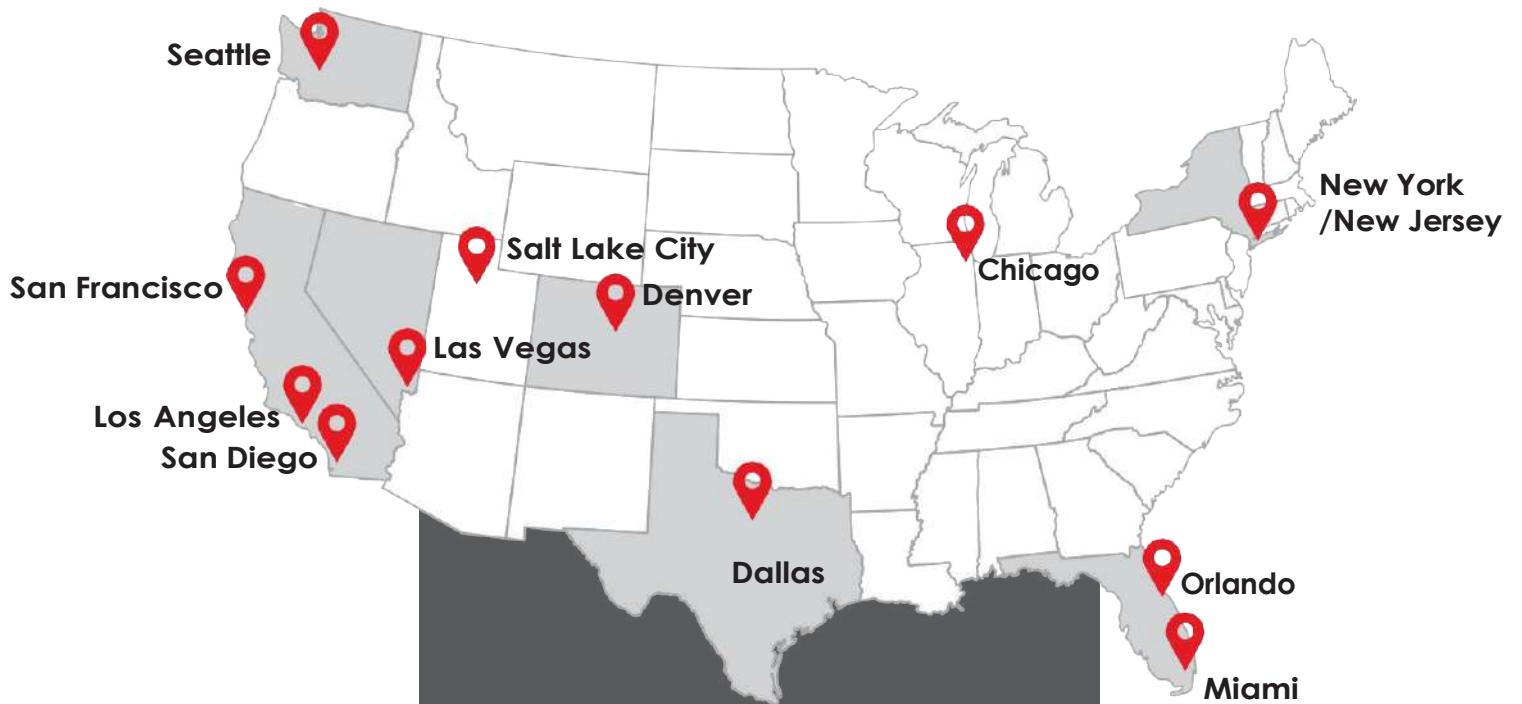 Seattle
New York
/New Jersey
Salt Lake City
Chicago
San Francisco
Denver
Las Vegas
Los Angeles
San Diego
Dallas
Orlando
Miami